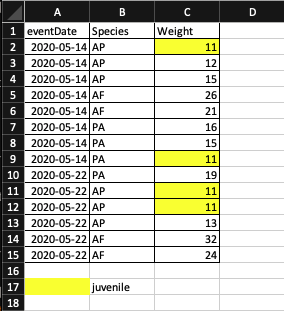 A B C D
1 eventDate Species Weight
2 2020-05-14 AP 11
3 2020-05-14 AP 12
4 2020-05-14 AP 15
5 2020-05-14 AF 26
6 2020-05-14 AF 21
7 2020-05-14 PA 16
8 2020-05-14 PA 15
9 2020-05-14 PA 11
10 2020-05-22 PA 19
11 2020-05-22 AP 11
12 2020-05-22 AP 11
13 2020-05-22 AP 13
14 2020-05-22 AF 32
15 2020-05-22 AF 24
16
17 juvenile
18